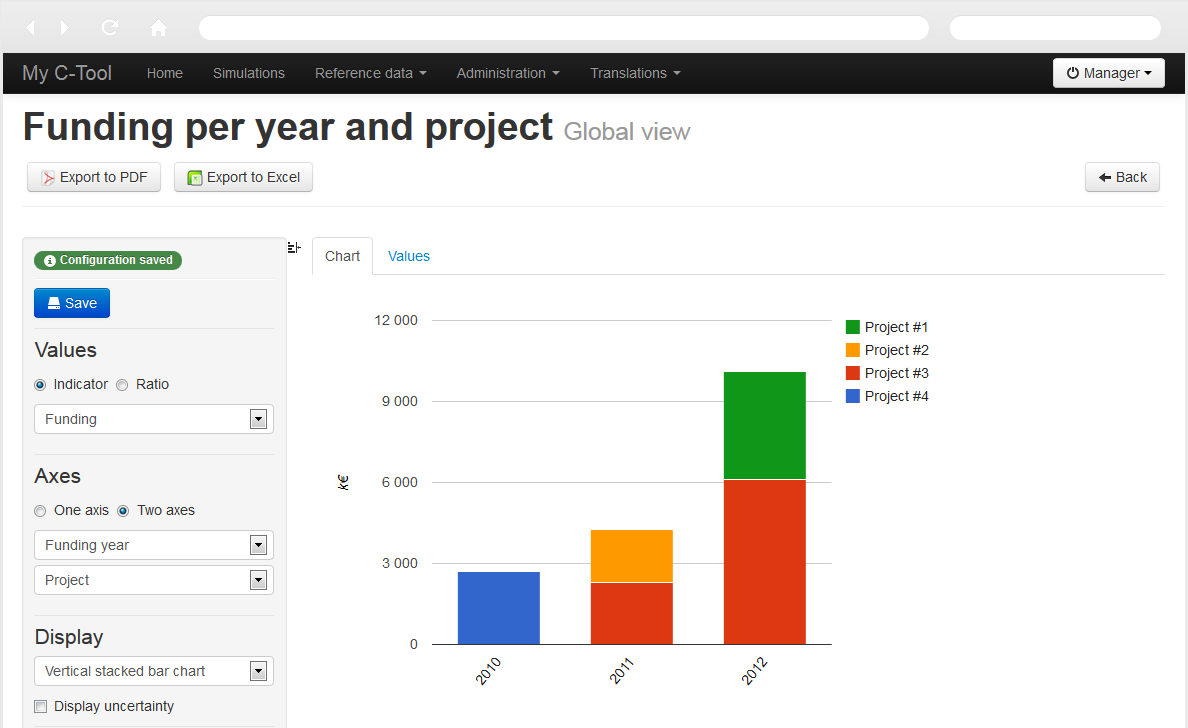 My C-Tool Home Simulations Reference data Administration Translations Manager
Funding per year and project Global view
Export to PDF Export to Excel Back
Configuration saved
Chart Values
Save
Values
Indicator Ratio
Funding
Axes
One axis Two axes
Funding year
Project
Display
Vertical stacked bar chart
Display uncertainty
12 000
9 000
6 000
3 000
0
k€
2010 2011 2012
Project #1
Project #2
Project #3
Project #4